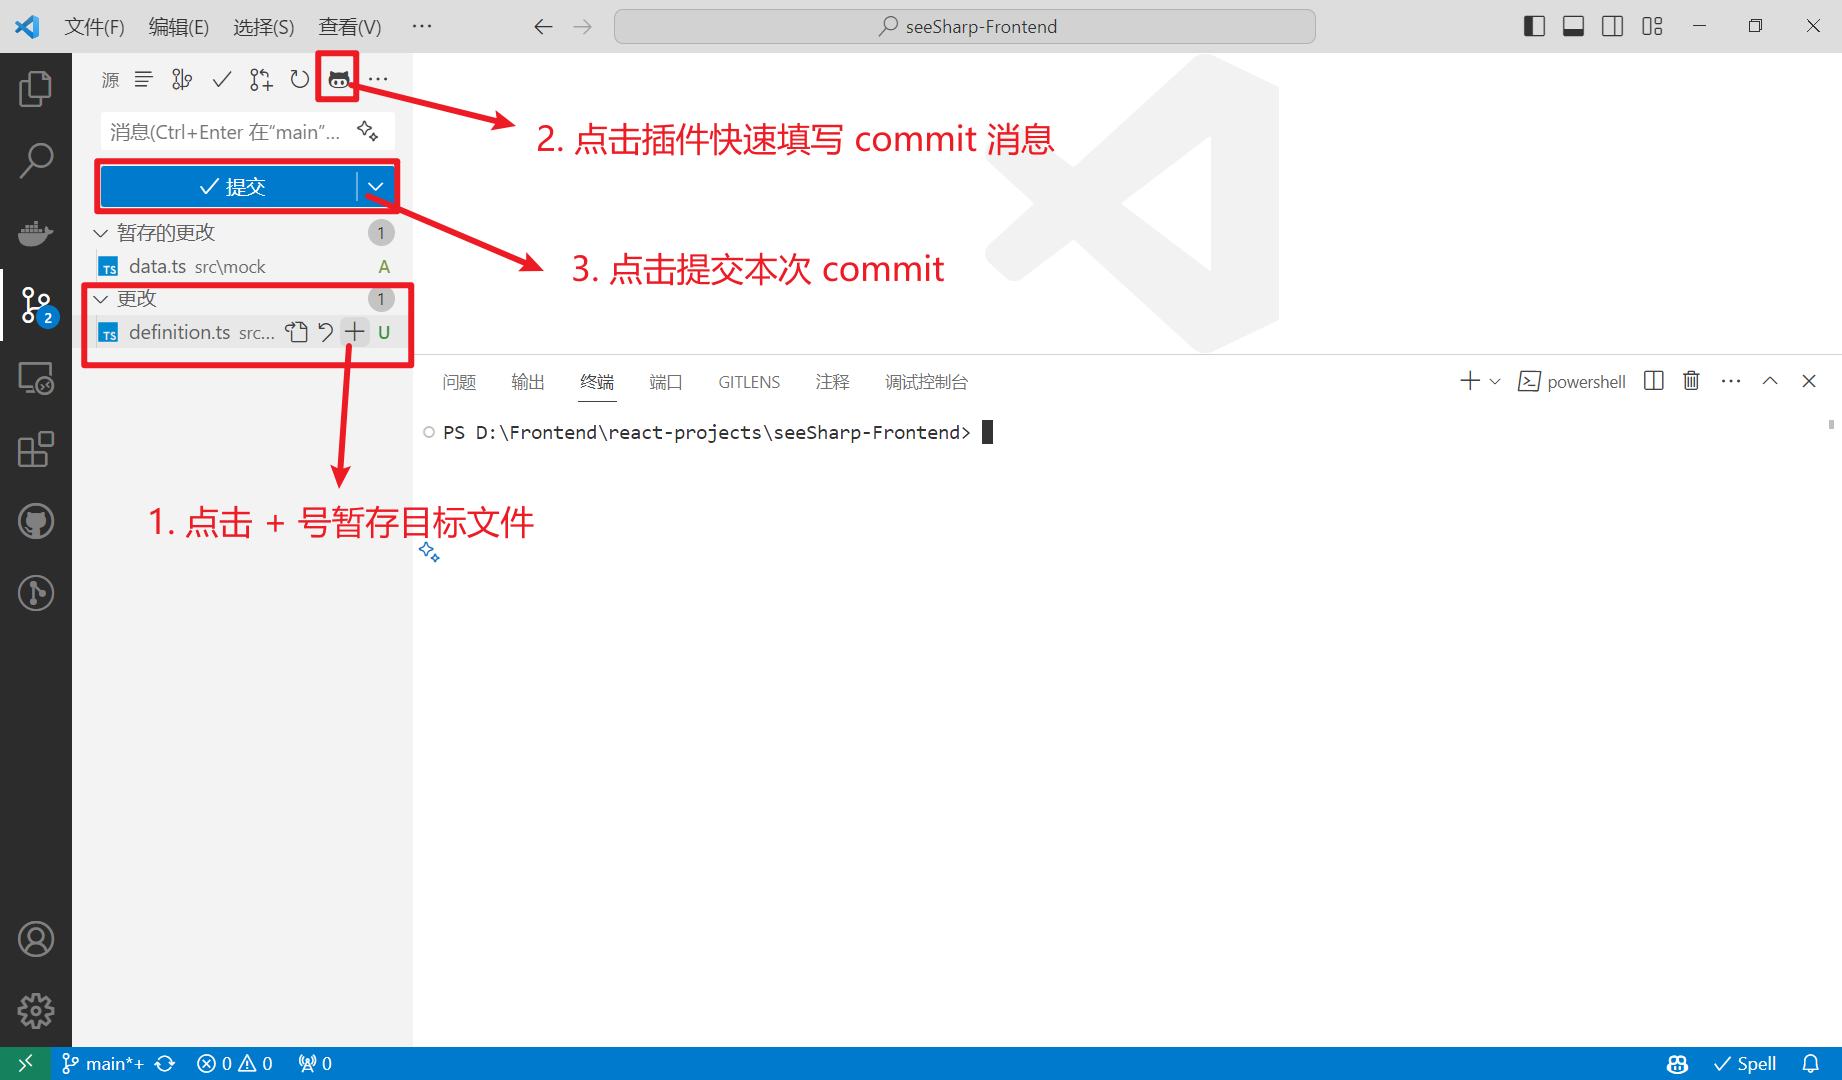 文件(F) 编辑(E) 选择(S) 查看(V) ··· seeSharp-Frontend
源
消息(Ctrl+Enter 在“main”...
2. 点击插件快速填写 commit 消息
提交
暂存的更改 1
data.ts src\mock A
3. 点击提交本次 commit
更改 1
2
definition.ts src... U
问题 输出 终端 端口 GITLENS 注释 调试控制台 powershell
PS D:\Frontend\react-projects\seeSharp-Frontend>
1. 点击 + 号暂存目标文件
main*+ 0 0 0 Spell